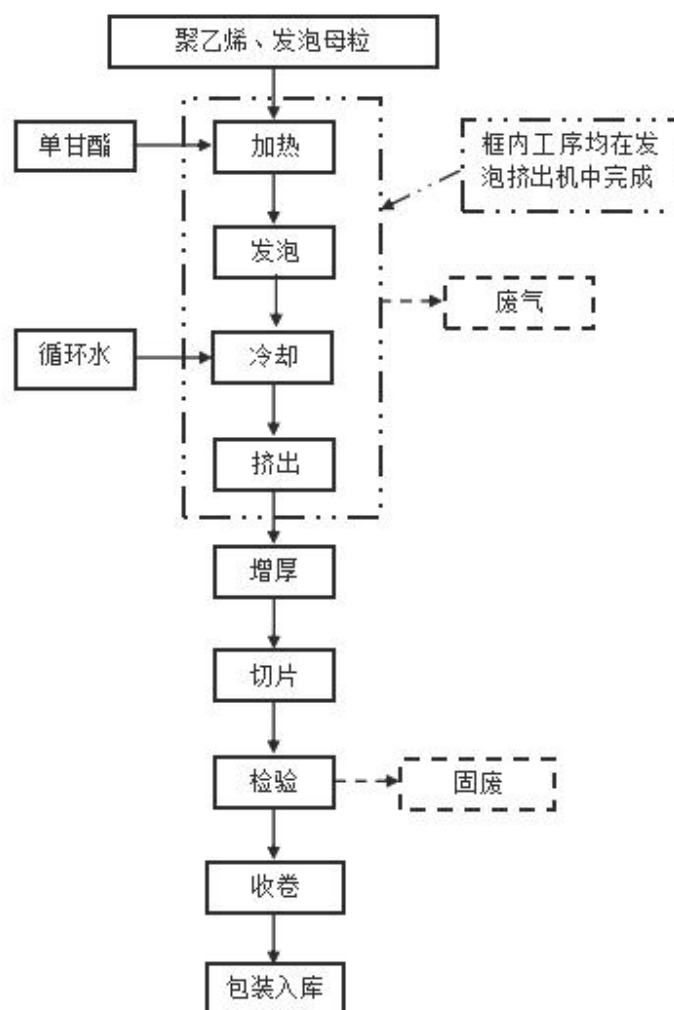 聚乙烯、发泡母粒
单甘酯
加热
框内工序均在发
泡挤出机中完成
发泡
废气
循环水
冷却
挤出
增厚
切片
检验
固废
收卷
包装入库